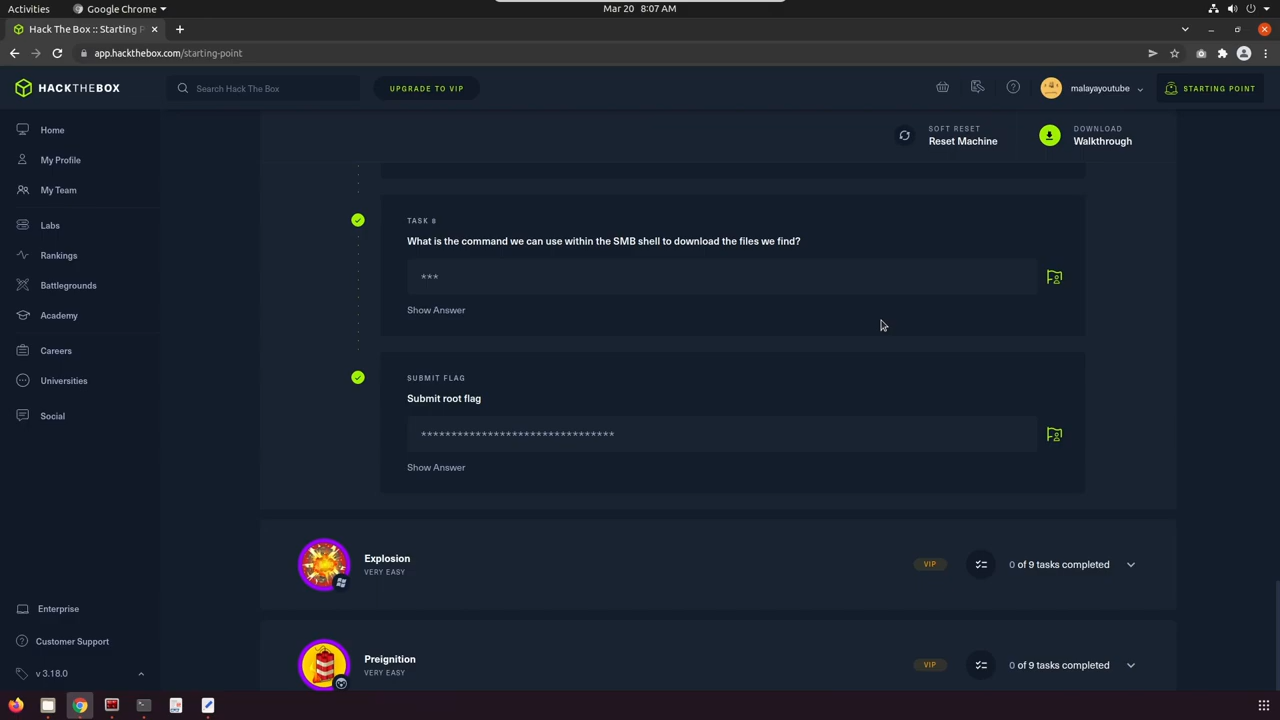 Activities
Google Chrome
Mar 20 8:07 AM
Hack The Box :: Starting P
app.hackthebox.com/starting-point
HACKTHEBOX
Search Hack The Box
UPGRADE TO VIP
malayayoutube
STARTING POINT
Home
My Profile
My Team
Labs
Rankings
Battlegrounds
Academy
Careers
Universities
Social
Enterprise
Customer Support
v 3.18.0
SOFT RESET
Reset Machine
DOWNLOAD
Walkthrough
TASK 8
What is the command we can use within the SMB shell to download the files we find?
***
Show Answer
SUBMIT FLAG
Submit root flag
********************************
Show Answer
Explosion
VERY EASY
VIP
0 of 9 tasks completed
Preignition
VERY EASY
VIP
0 of 9 tasks completed